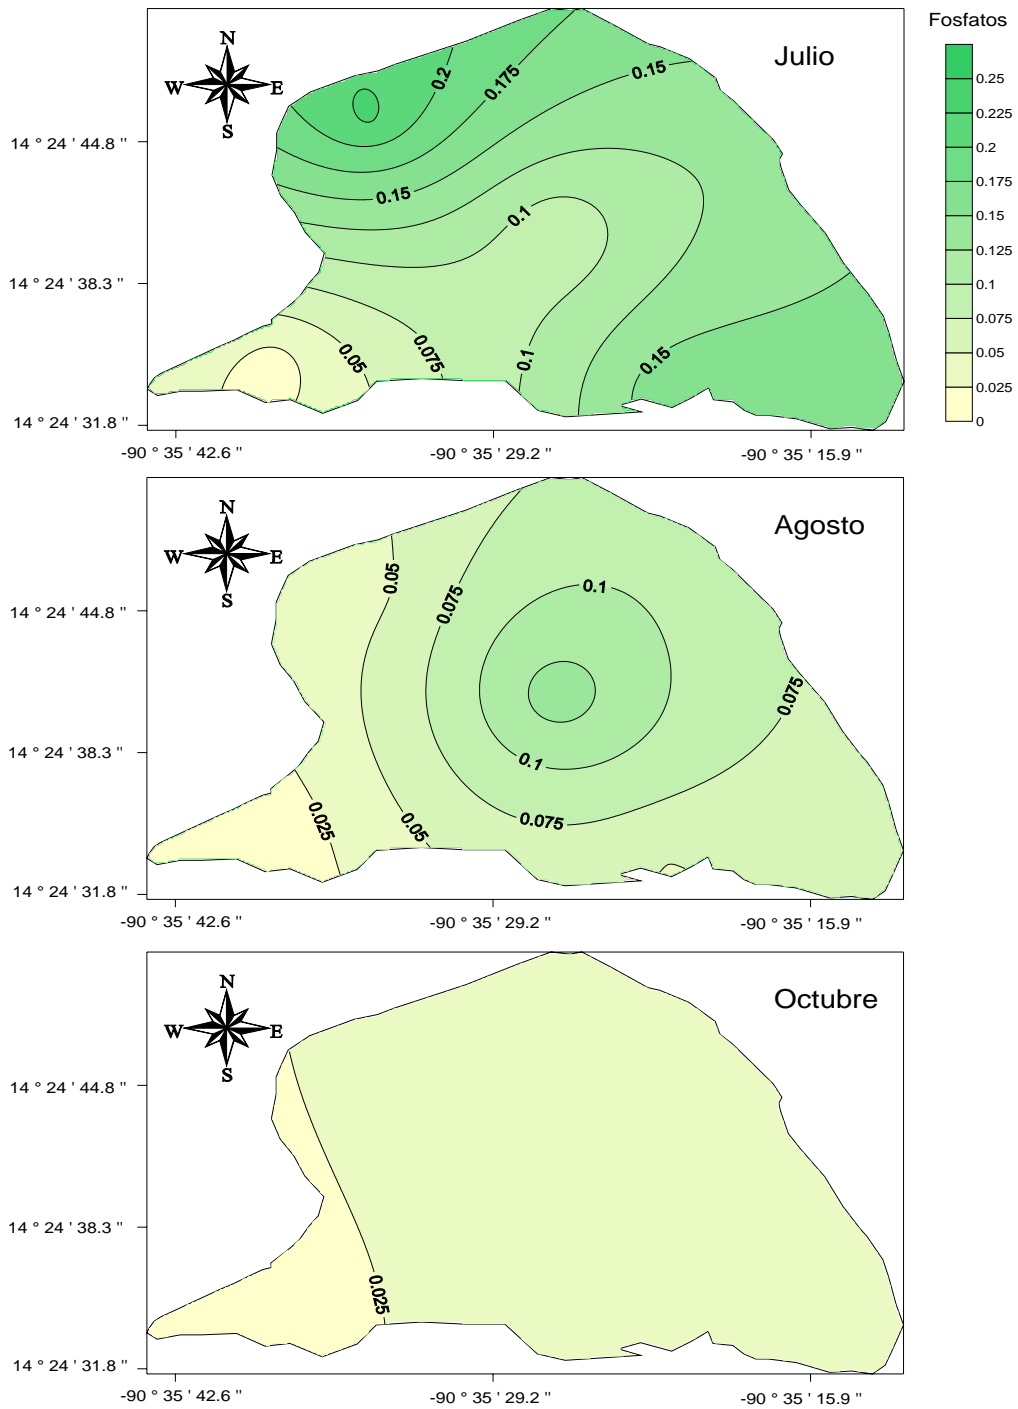 Fosfatos
0.25
0.225
0.2
0.175
0.15
0.125
0.1
0.075
0.05
0.025
0
Julio
N
W E
S
0.2
0.175
0.15
0.15
0.1
0.05
0.075
0.1
0.15
14 ° 24 ' 44.8 "
14 ° 24 ' 38.3 "
14 ° 24 ' 31.8 "
-90 ° 35 ' 42.6 " -90 ° 35 ' 29.2 " -90 ° 35 ' 15.9 "
Agosto
N
W E
S
0.05
0.075
0.1
0.075
0.1
0.025
0.05
0.075
14 ° 24 ' 44.8 "
14 ° 24 ' 38.3 "
14 ° 24 ' 31.8 "
-90 ° 35 ' 42.6 " -90 ° 35 ' 29.2 " -90 ° 35 ' 15.9 "
Octubre
N
W E
S
0.025
14 ° 24 ' 44.8 "
14 ° 24 ' 38.3 "
14 ° 24 ' 31.8 "
-90 ° 35 ' 42.6 " -90 ° 35 ' 29.2 " -90 ° 35 ' 15.9 "